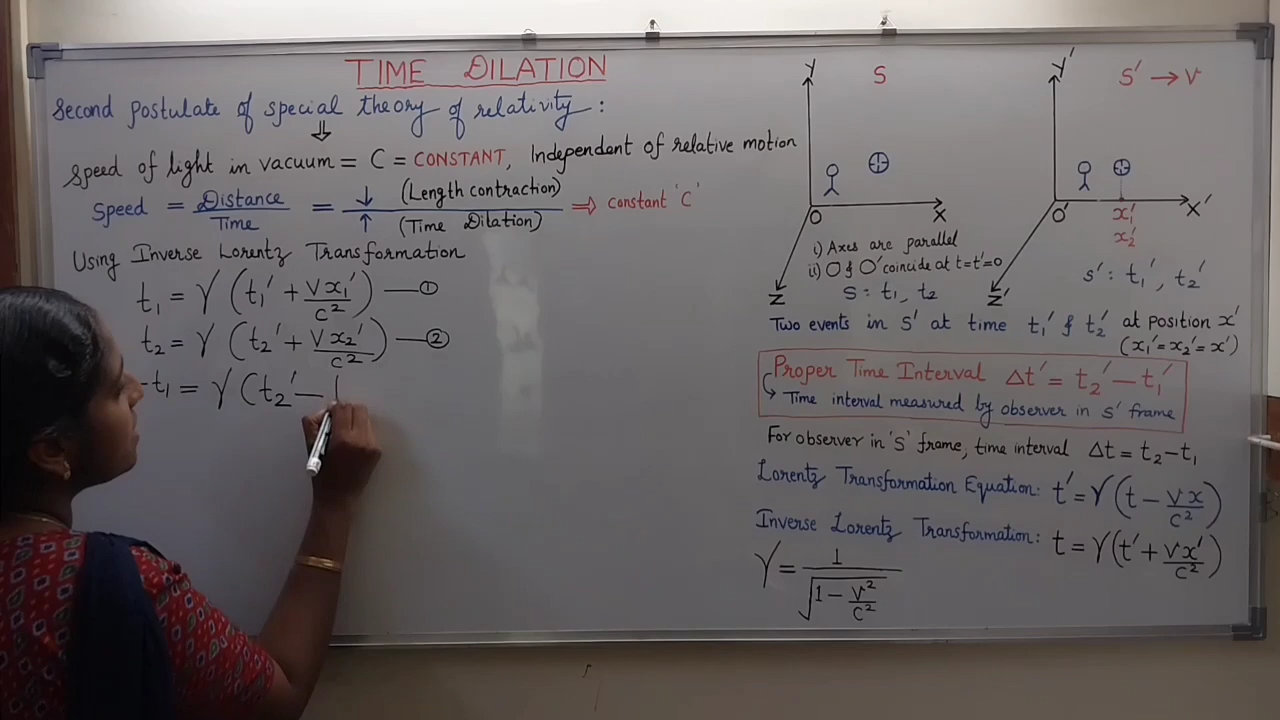 TIME DILATION
Second postulate of special theory of relativity :
⇓
Speed of light in vacuum = C = CONSTANT, Independent of relative motion
Speed = Distance/Time = ↓ (Length contraction) / ↑ (Time Dilation) ⇒ constant 'C'
Using Inverse Lorentz Transformation
t₁ = γ (t₁′ + Vx₁′/c²) —— ①
t₂ = γ (t₂′ + Vx₂′/c²) —— ②
-t₁ = γ (t₂′ −
Y
S
O
X
Z
i) Axes are parallel
ii) O & O′ coincide at t=t′=0
S : t₁, t₂
Y′
S′ → V
O′
X′
x₁′
x₂′
Z′
S′ : t₁′, t₂′
Two events in S′ at time t₁′ & t₂′ at position x′
(x₁′ = x₂′ = x′)
Proper Time Interval Δt′ = t₂′ − t₁′
↳ Time interval measured by observer in S′ frame
For observer in 'S' frame, time interval Δt = t₂ − t₁
Lorentz Transformation Equation: t′ = γ (t − Vx/c²)
Inverse Lorentz Transformation: t = γ (t′ + Vx′/c²)
γ = 1/√(1 − V²/c²)